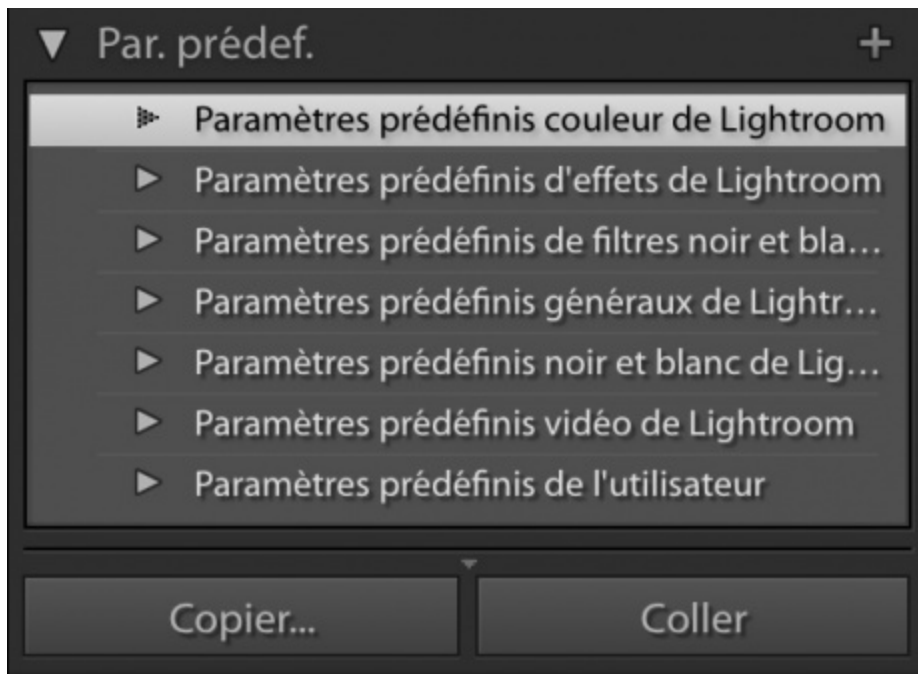 Par. prédef.
Paramètres prédéfinis couleur de Lightroom
Paramètres prédéfinis d'effets de Lightroom
Paramètres prédéfinis de filtres noir et bla...
Paramètres prédéfinis généraux de Lightr...
Paramètres prédéfinis noir et blanc de Lig...
Paramètres prédéfinis vidéo de Lightroom
Paramètres prédéfinis de l'utilisateur
Copier... Coller